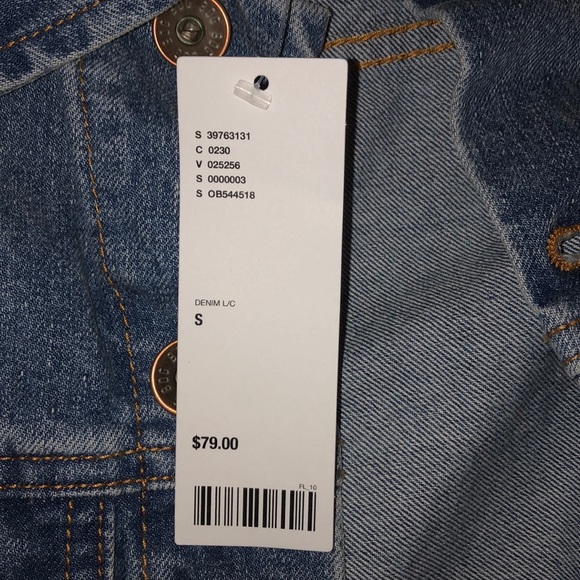 S 39763131
C 0230
V 025256
S 0000003
S OB544518
DENIM L/C
S
$79.00
FL_10